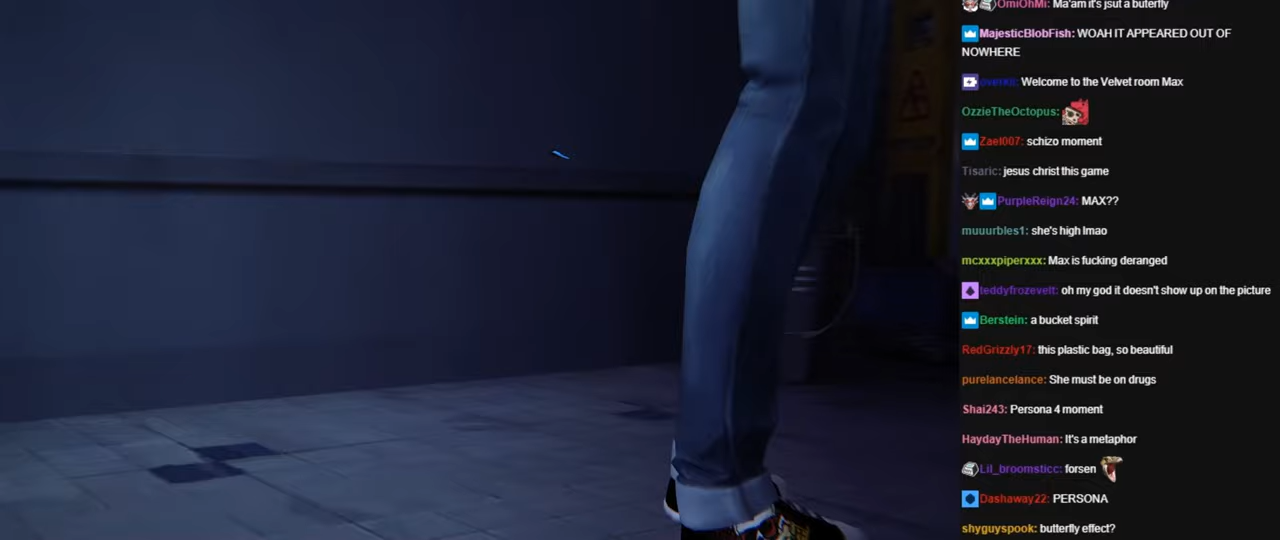 OmiOhMi: Ma'am it's jsut a buterfly
MajesticBlobFish: WOAH IT APPEARED OUT OF
NOWHERE
overkil: Welcome to the Velvet room Max
OzzieTheOctopus:
Zael007: schizo moment
Tisaric: jesus christ this game
PurpleReign24: MAX??
muuurbles1: she's high lmao
mcxxxpiperxxx: Max is fucking deranged
teddyfrozevelt: oh my god it doesn't show up on the picture
Berstein: a bucket spirit
RedGrizzly17: this plastic bag, so beautiful
purelancelance: She must be on drugs
Shai243: Persona 4 moment
HaydayTheHuman: It's a metaphor
Lil_broomsticc: forsen
Dashaway22: PERSONA
shyguyspook: butterfly effect?